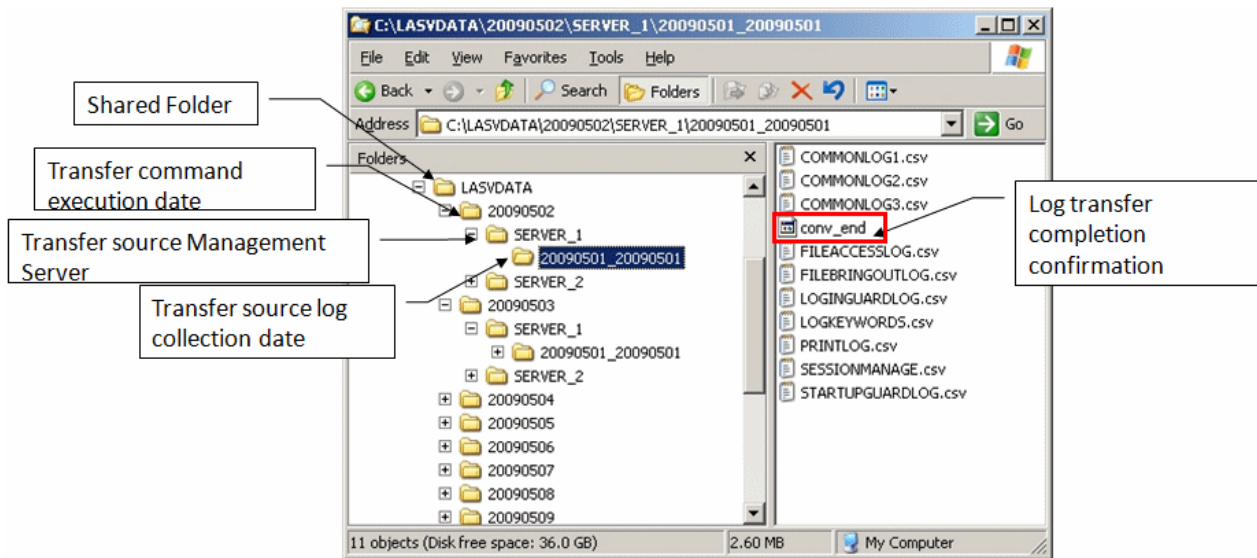 C:\LASVDATA\20090502\SERVER_1\20090501_20090501
File Edit View Favorites Tools Help
Back Search Folders
Address C:\LASVDATA\20090502\SERVER_1\20090501_20090501 Go
Folders
LASVDATA
20090502
SERVER_1
20090501_20090501
SERVER_2
20090503
SERVER_1
20090501_20090501
SERVER_2
20090504
20090505
20090506
20090507
20090508
20090509
COMMONLOG1.csv
COMMONLOG2.csv
COMMONLOG3.csv
conv_end
FILEACCESSLOG.csv
FILEBRINGOUTLOG.csv
LOGINGUARDLOG.csv
LOGKEYWORDS.csv
PRINTLOG.csv
SESSIONMANAGE.csv
STARTUPGUARDLOG.csv
11 objects (Disk free space: 36.0 GB) 2.60 MB My Computer
Shared Folder
Transfer command
execution date
Transfer source Management
Server
Transfer source log
collection date
Log transfer
completion
confirmation